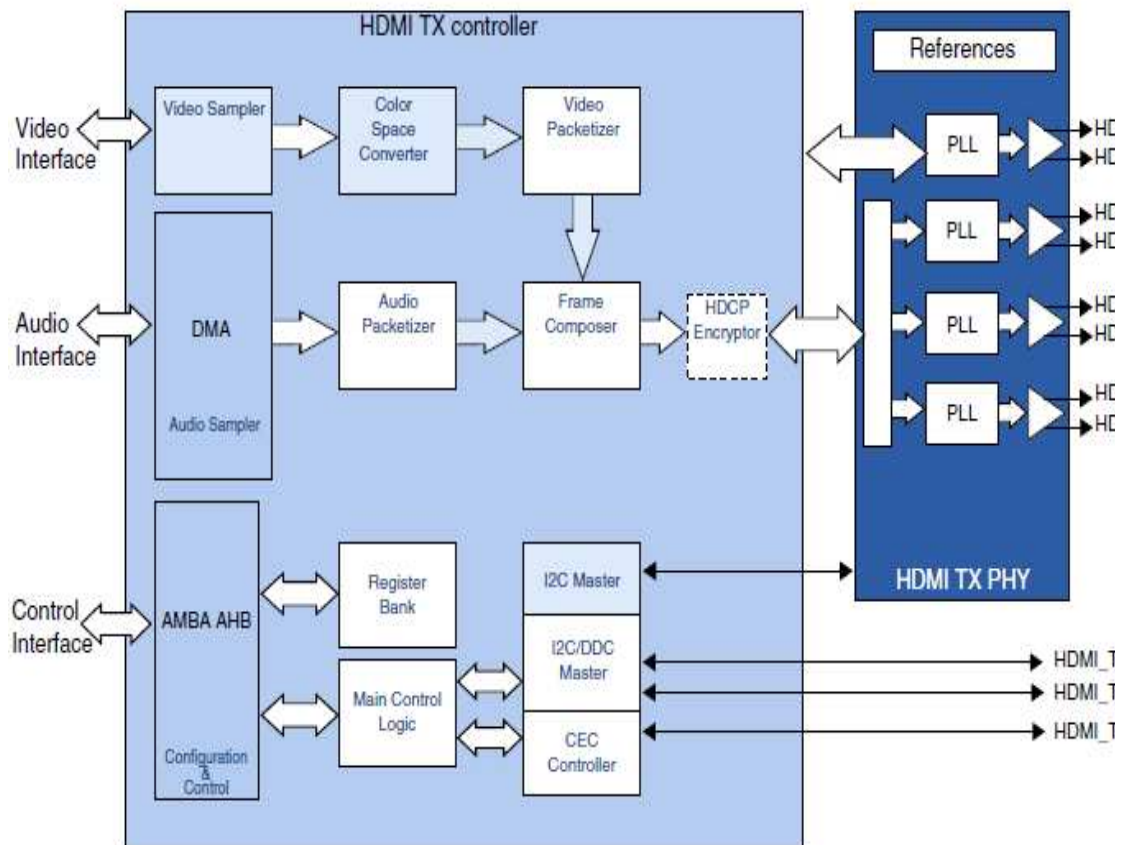 HDMI TX controller
References
Video
Interface
Video Sampler
Color
Space
Converter
Video
Packetizer
PLL
HD
HD
PLL
HD
HD
Audio
Interface
DMA
Audio Sampler
Audio
Packetizer
Frame
Composer
HDCP
Encryptor
PLL
HD
HD
PLL
HD
HD
Control
Interface
AMBA AHB
Configuration
&
Control
Register
Bank
Main Control
Logic
I2C Master
I2C/DDC
Master
CEC
Controller
HDMI TX PHY
HDMI_T
HDMI_T
HDMI_T